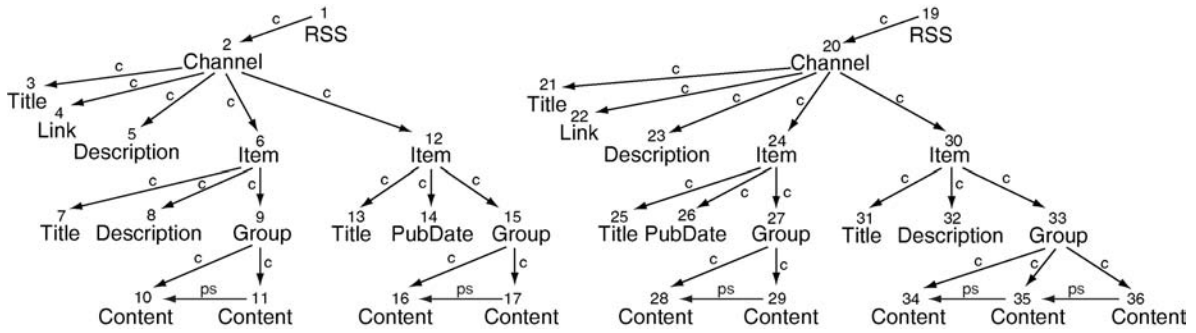 c 1 c 19
RSS RSS
2 20
Channel Channel
3 c c c c c 21 c c c c c
Title 4 Title 22
Link 5 Link 23
Description 6 12 Description 24 30
Item Item Item Item
c c c c c c c c c c c c
7 8 9 13 14 15 25 26 27 31 32 33
Title Description Group Title PubDate Group Title PubDate Group Title Description Group
c c c c c c c c c
10 ps 11 16 ps 17 28 ps 29 34 ps 35 ps 36
Content Content Content Content Content Content Content Content Content